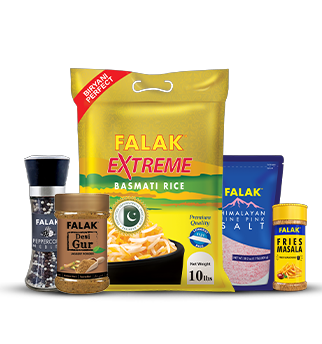 BIRYANI
PERFECT
FALAK
EXTREME
BASMATI RICE
Premium
Quality
Net Weight
10lbs
FALAK
PEPPERCORN
FALAK
Desi
Gur
FALAK
HIMALAYAN
FINE PINK
SALT
FALAK
FRIES
MASALA